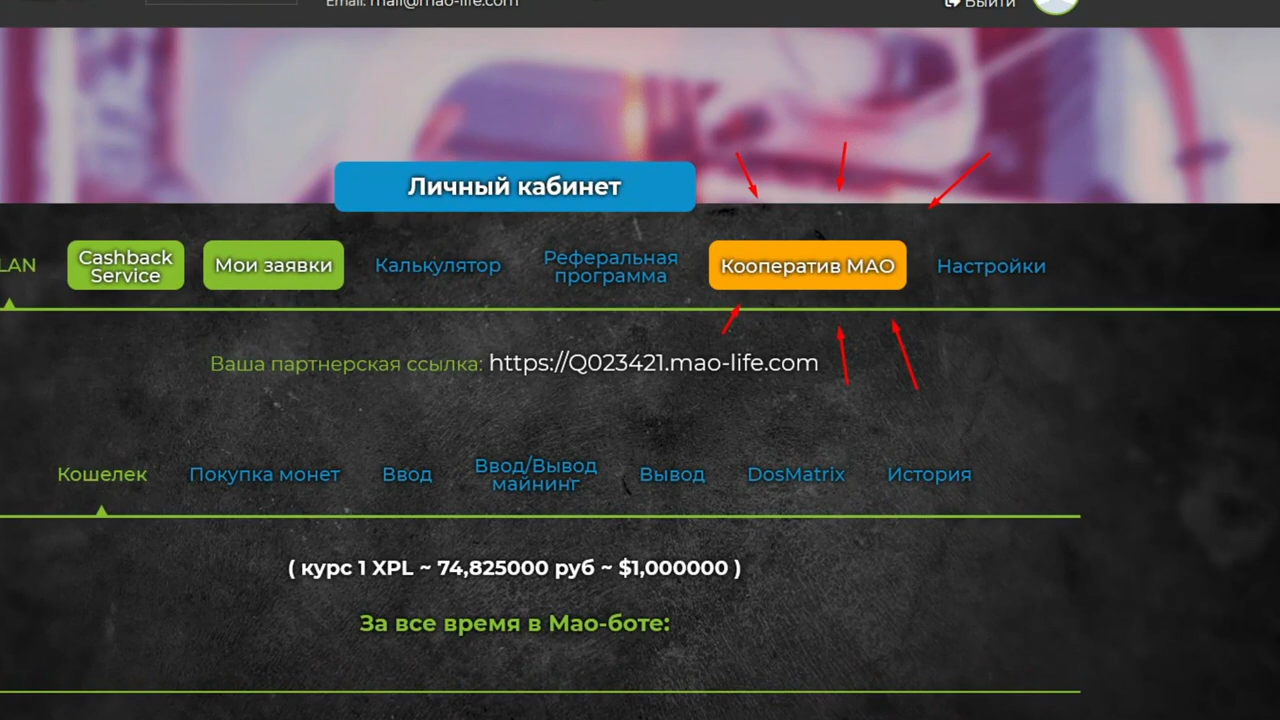 Email: mail@mao-life.com
Выйти
Личный кабинет
LAN
Cashback
Service
Мои заявки
Калькулятор
Реферальная
программа
Кооператив МАО
Настройки
Ваша партнерская ссылка: https://Q023421.mao-life.com
Кошелек
Покупка монет
Ввод
Ввод/Вывод
майнинг
Вывод
DosMatrix
История
( курс 1 XPL ~ 74,825000 руб ~ $1,000000 )
За все время в Мао-боте: